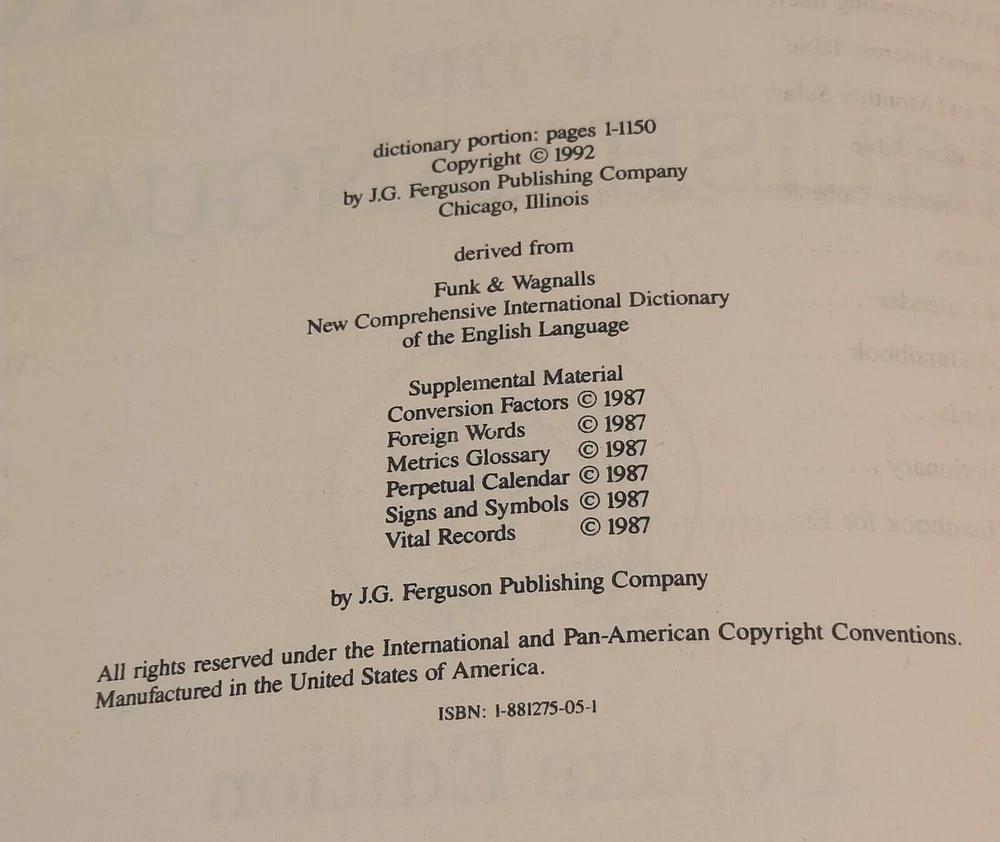 dictionary portion: pages 1-1150
Copyright © 1992
by J.G. Ferguson Publishing Company
Chicago, Illinois
derived from
Funk & Wagnalls
New Comprehensive International Dictionary
of the English Language
Supplemental Material
Conversion Factors © 1987
Foreign Words © 1987
Metrics Glossary © 1987
Perpetual Calendar © 1987
Signs and Symbols © 1987
Vital Records © 1987
by J.G. Ferguson Publishing Company
All rights reserved under the International and Pan-American Copyright Conventions.
Manufactured in the United States of America.
ISBN: 1-881275-05-1
Deluxe Edition